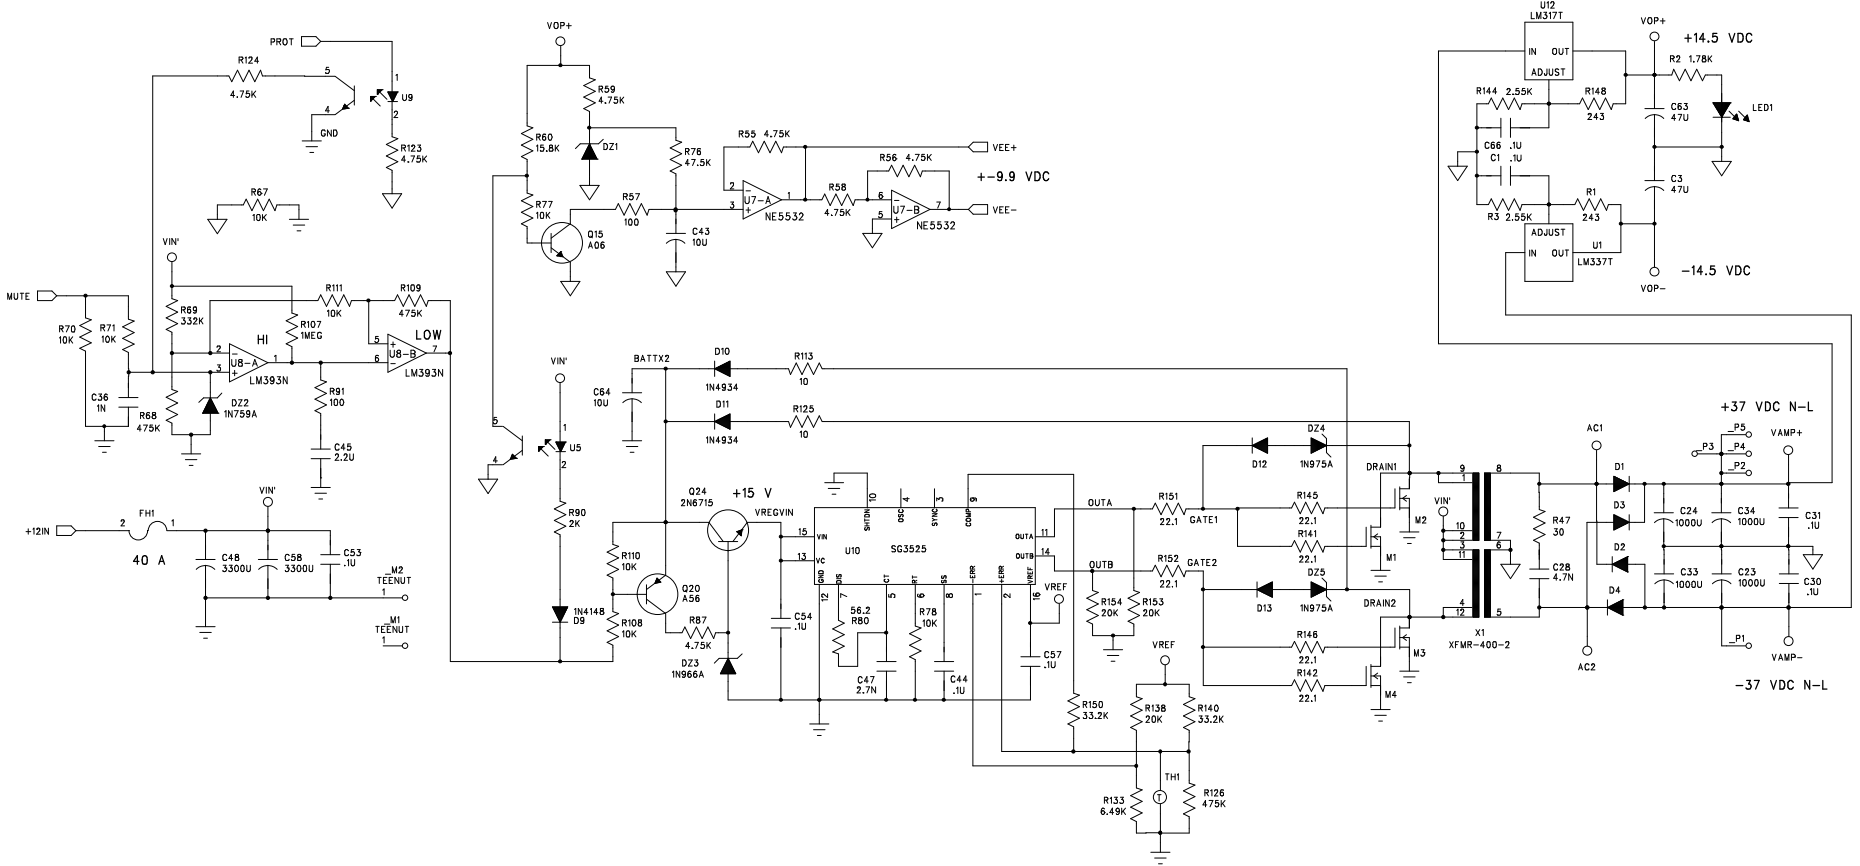 PROT
R124
4.75K
5
4
GND
1
U9
2
R123
4.75K
R67
10K
VIN'
MUTE
R70
10K
R71
10K
R69
332K
R107
1MEG
R111
10K
R109
475K
HI
LOW
2
3
1
U8-A
LM393N
5
6
7
U8-B
LM393N
C36
1N
R68
475K
DZ2
1N759A
R91
100
C45
2.2U
+12IN
2
FH1
1
40 A
VIN'
C48
3300U
C58
3300U
C53
.1U
_M2
TEENUT
1
_M1
TEENUT
1
VOP+
R60
15.8K
R59
4.75K
DZ1
R76
47.5K
R77
10K
Q15
A06
R57
100
C43
10U
R55 4.75K
2
3
1
U7-A
NE5532
R58
4.75K
R56 4.75K
6
5
7
U7-B
NE5532
VEE+
+-9.9 VDC
VEE-
VIN'
5
4
1
U5
2
R90
2K
1N4148
D9
BATTX2
C64
10U
D10
1N4934
R113
10
D11
1N4934
R125
10
Q24
2N6715
+15 V
VREGVIN
R110
10K
Q20
A56
R108
10K
R87
4.75K
DZ3
1N966A
C54
.1U
U10
SG3525
15
VIN
13
VC
10
SHTDN
4
OSC
3
SYNC
9
COMP
OUTA
11
OUTB
14
GND
12
DIS
7
CT
5
RT
6
SS
8
-ERR
1
+ERR
2
VREF
16
VREF
56.2
R80
R78
10K
C47
2.7N
C44
.1U
C57
.1U
OUTA
OUTB
R154
20K
R153
20K
R151
22.1
GATE1
R152
22.1
GATE2
VREF
R150
33.2K
R138
20K
R140
33.2K
TH1
T
R133
6.49K
R126
475K
D12
DZ4
1N975A
D13
DZ5
1N975A
R145
22.1
R141
22.1
R146
22.1
R142
22.1
DRAIN1
M2
M1
DRAIN2
M3
M4
VIN'
9
1
10
2
3
11
4
12
8
7
6
5
X1
XFMR-400-2
R47
30
C28
4.7N
AC1
AC2
D1
D3
D2
D4
C24
1000U
C34
1000U
C31
.1U
C33
1000U
C23
1000U
C30
.1U
+37 VDC N-L
_P5
_P3
_P4
_P2
VAMP+
_P1
VAMP-
-37 VDC N-L
U12
LM317T
IN
OUT
ADJUST
VOP+
+14.5 VDC
R2 1.78K
LED1
R144 2.55K
R148
243
C66 .1U
C1 .1U
C63
47U
C3
47U
R3 2.55K
R1
243
ADJUST
IN
OUT
U1
LM337T
-14.5 VDC
VOP-